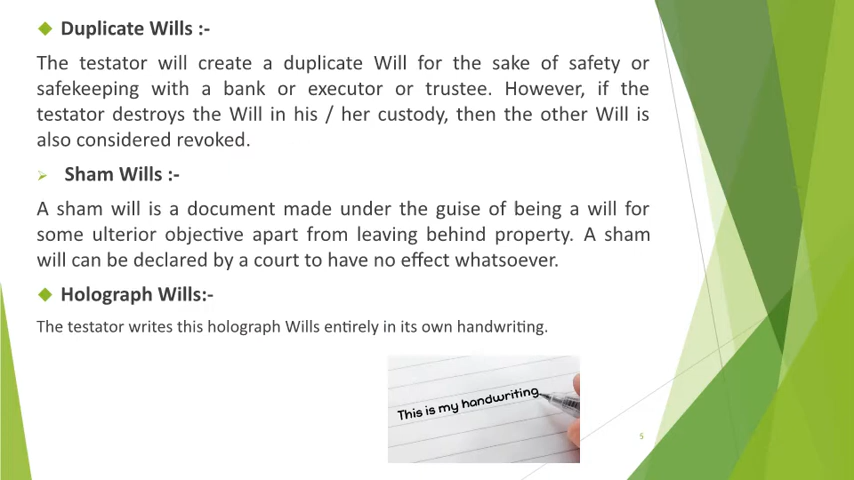 Duplicate Wills :-
The testator will create a duplicate Will for the sake of safety or
safekeeping with a bank or executor or trustee. However, if the
testator destroys the Will in his / her custody, then the other Will is
also considered revoked.
Sham Wills :-
A sham will is a document made under the guise of being a will for
some ulterior objective apart from leaving behind property. A sham
will can be declared by a court to have no effect whatsoever.
Holograph Wills:-
The testator writes this holograph Wills entirely in its own handwriting.
This is my handwriting
5